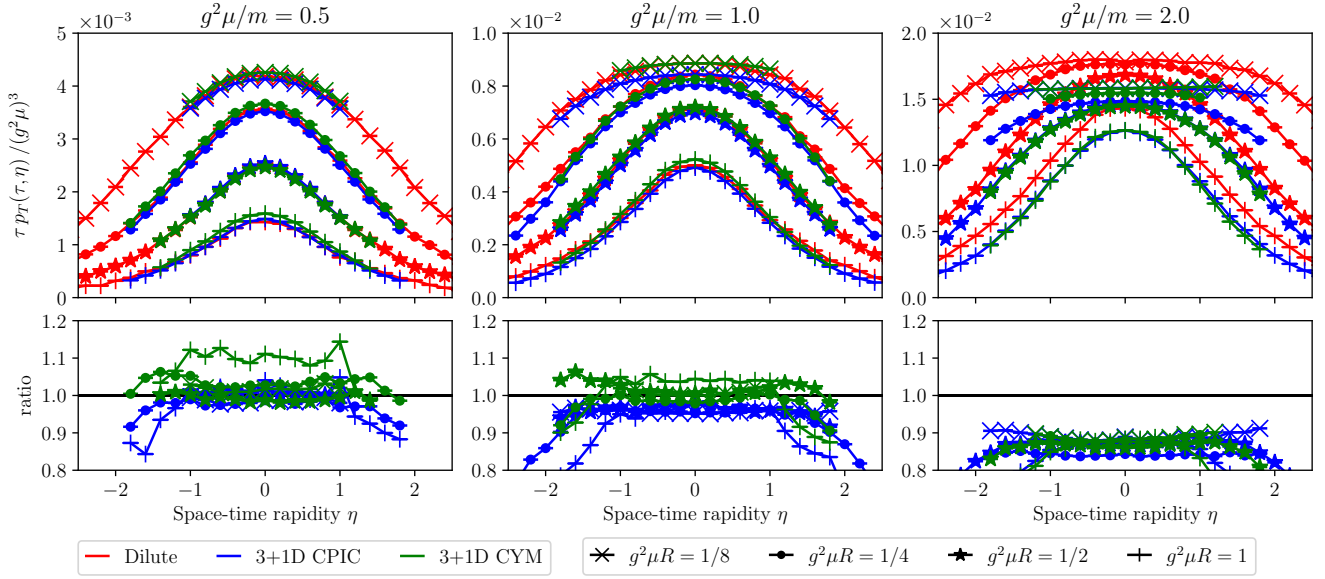 g²μ/m = 0.5
g²μ/m = 1.0
g²μ/m = 2.0
×10⁻³
×10⁻²
×10⁻²
τ p_T(τ, η)) / (g²μ)³
5
4
3
2
1
0
1.0
0.8
0.6
0.4
0.2
0.0
2.0
1.5
1.0
0.5
0.0
ratio
1.2
1.1
1.0
0.9
0.8
1.2
1.1
1.0
0.9
0.8
1.2
1.1
1.0
0.9
0.8
−2 −1 0 1 2
−2 −1 0 1 2
−2 −1 0 1 2
Space-time rapidity η
Space-time rapidity η
Space-time rapidity η
Dilute 3+1D CPIC 3+1D CYM
g²μR = 1/8 g²μR = 1/4 g²μR = 1/2 g²μR = 1